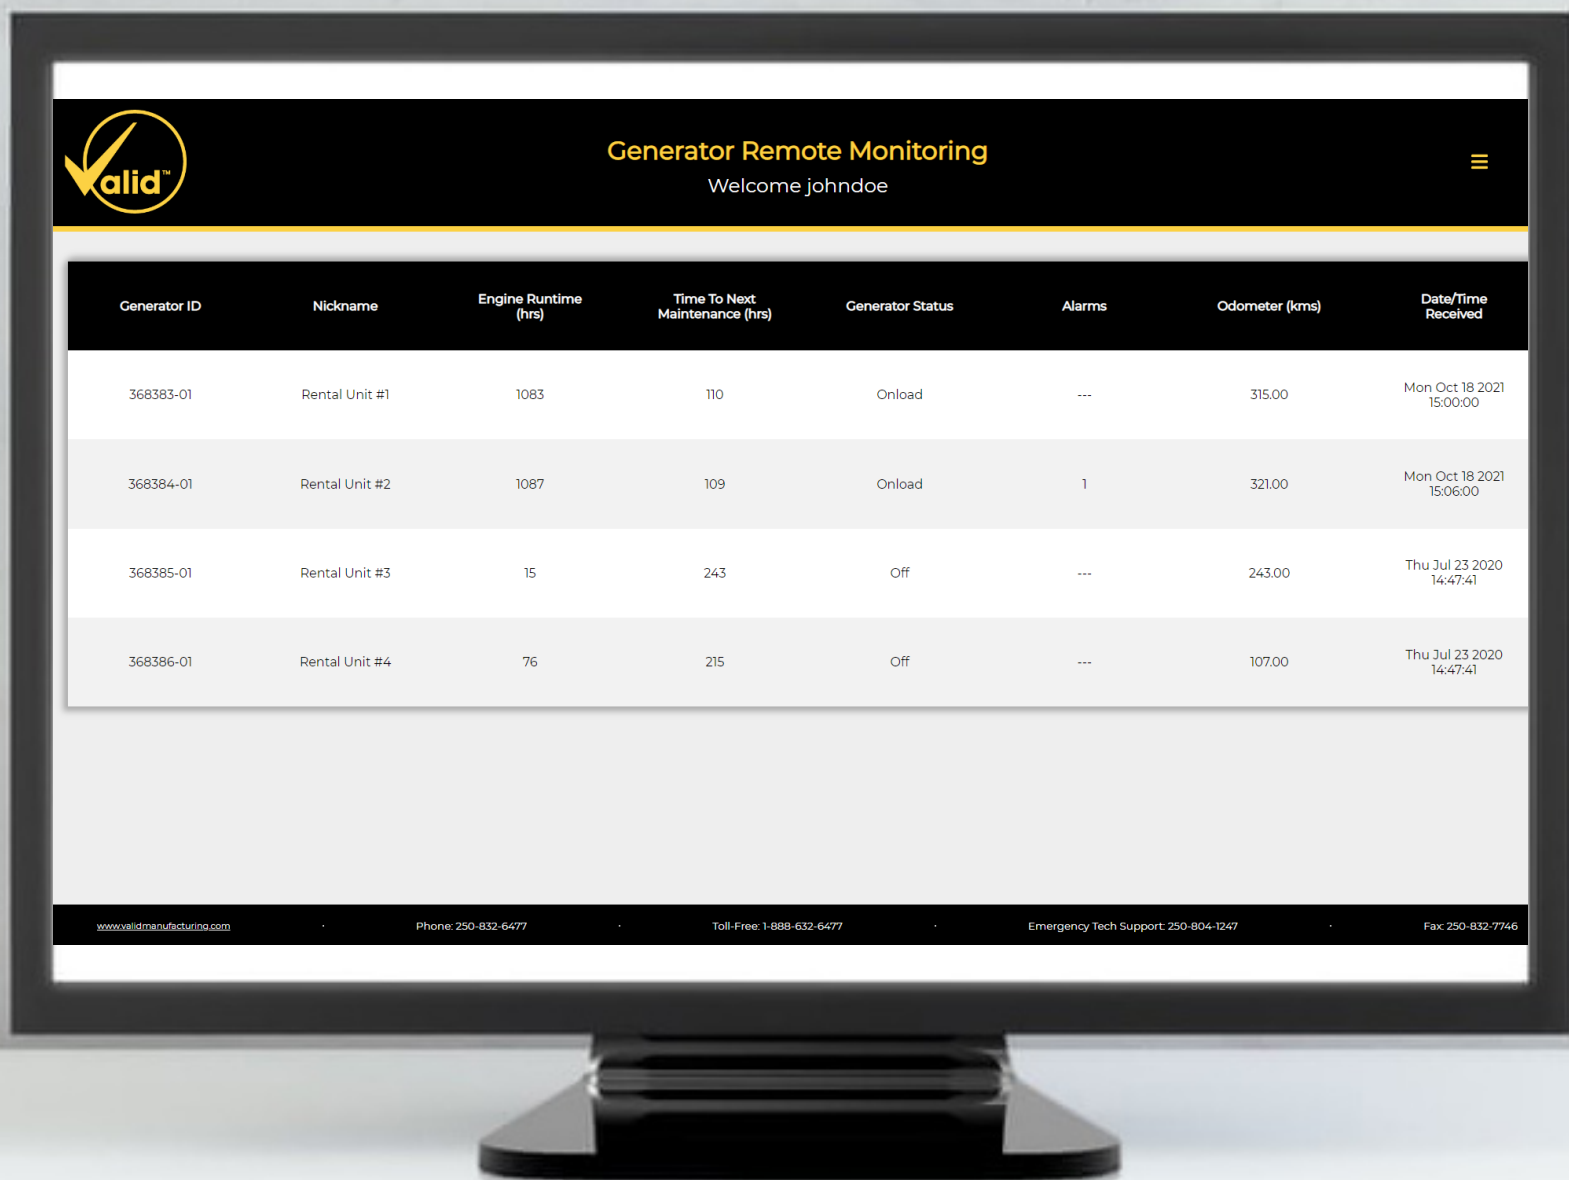 Valid™
Generator Remote Monitoring
Welcome johndoe
Generator ID Nickname Engine Runtime (hrs) Time To Next Maintenance (hrs) Generator Status Alarms Odometer (kms) Date/Time Received
368383-01 Rental Unit #1 1083 110 Onload --- 315.00 Mon Oct 18 2021 15:00:00
368384-01 Rental Unit #2 1087 109 Onload 1 321.00 Mon Oct 18 2021 15:06:00
368385-01 Rental Unit #3 15 243 Off --- 243.00 Thu Jul 23 2020 14:47:41
368386-01 Rental Unit #4 76 215 Off --- 107.00 Thu Jul 23 2020 14:47:41
www.validmanufacturing.com · Phone: 250-832-6477 · Toll-Free: 1-888-632-6477 · Emergency Tech Support: 250-804-1247 · Fax: 250-832-7746